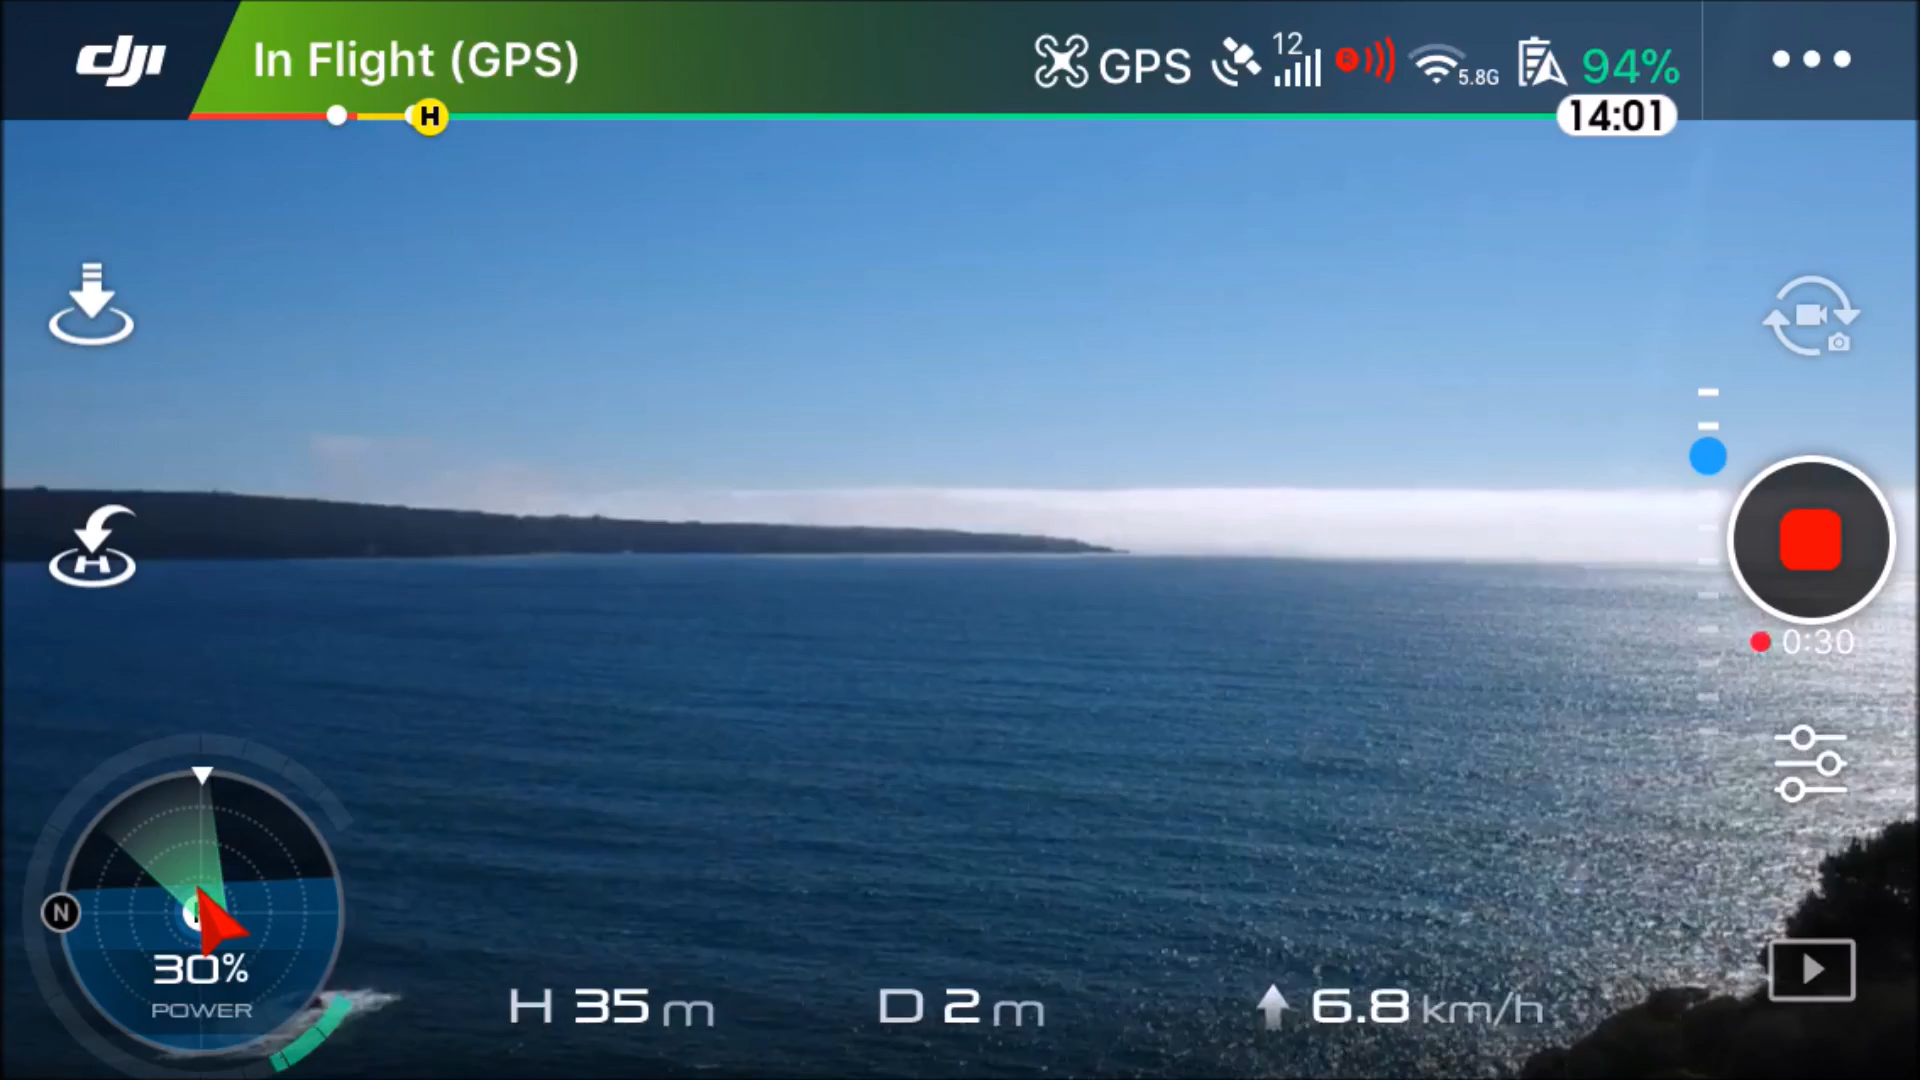 dji In Flight (GPS) GPS 12 R 5.8G 94%
H 14:01
H
0:30
N
30%
POWER
H 35 m D 2 m 6.8 km/h